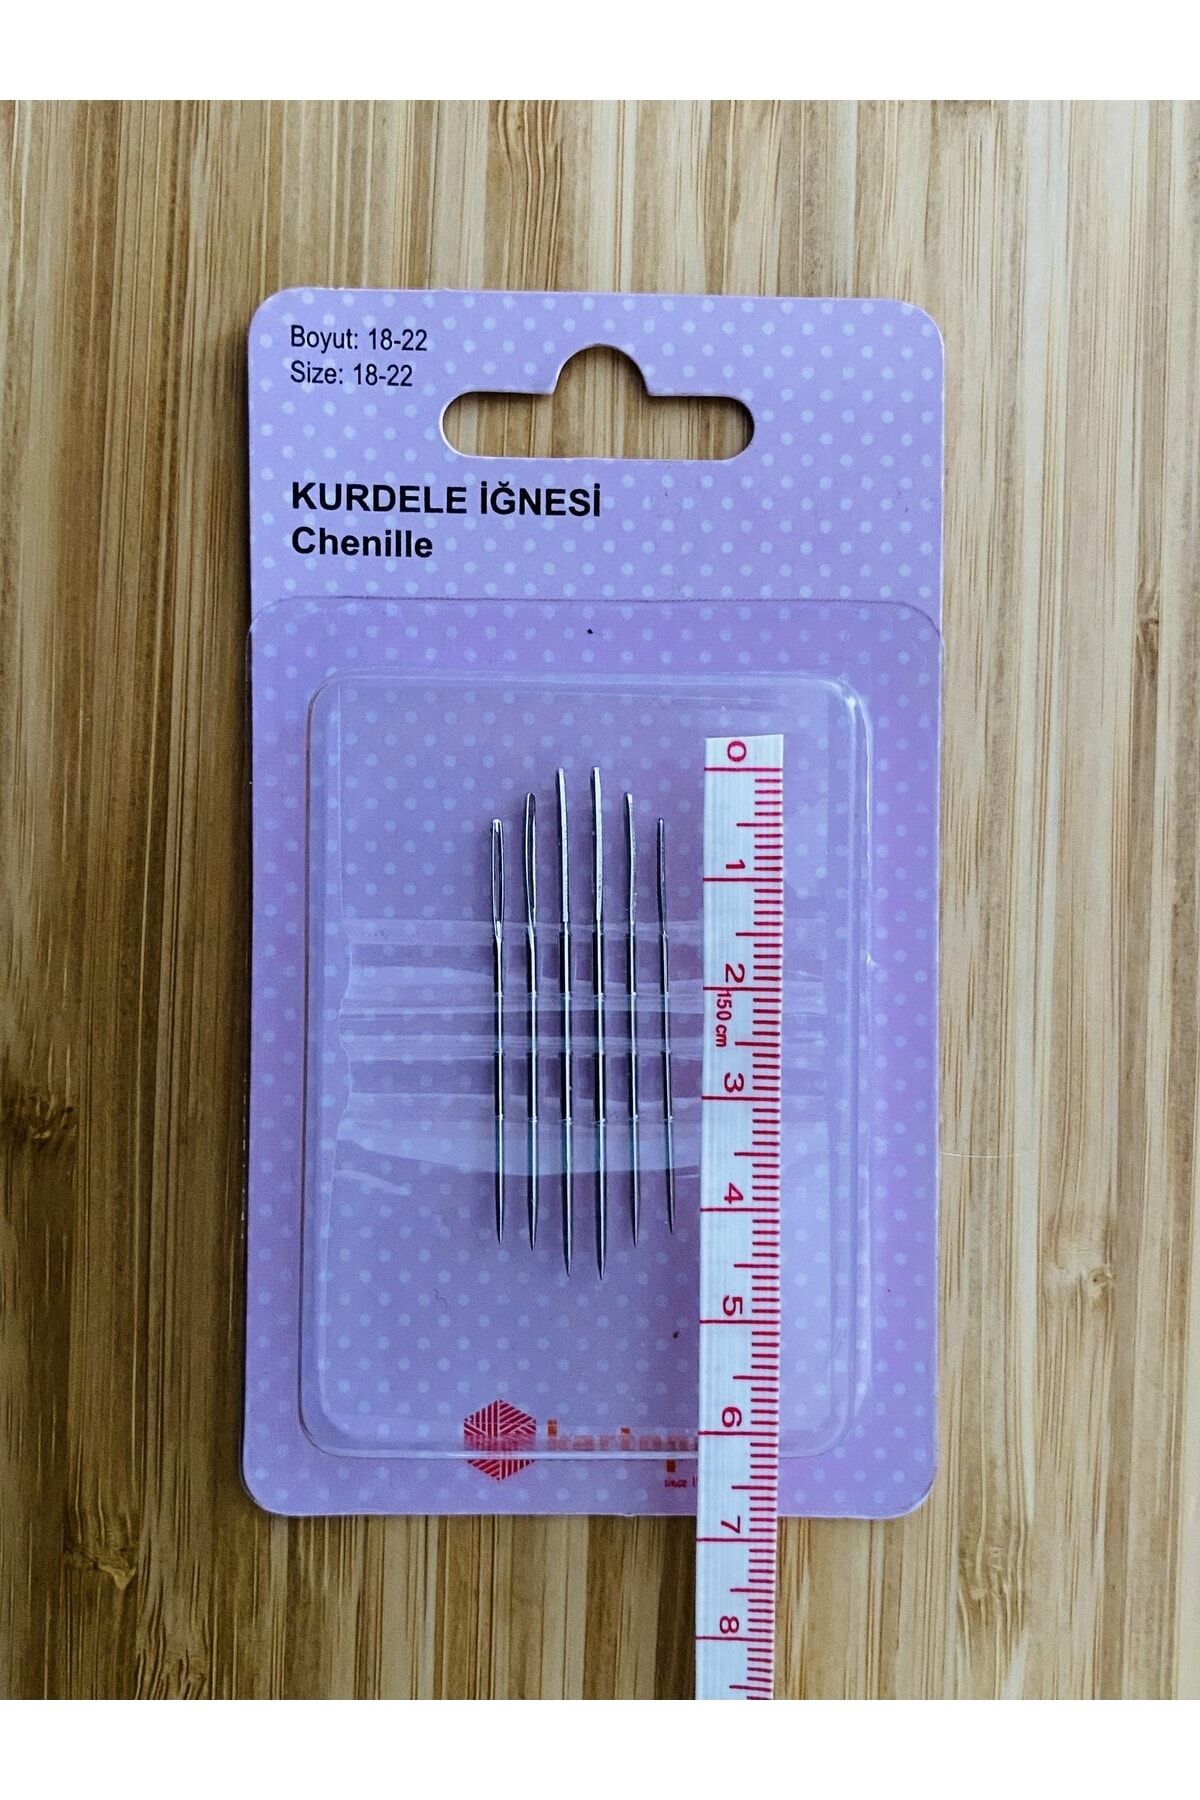 Boyut: 18-22
Size: 18-22
KURDELE İĞNESİ
Chenille
0
1
2
150 cm
3
4
5
6
7
8
since